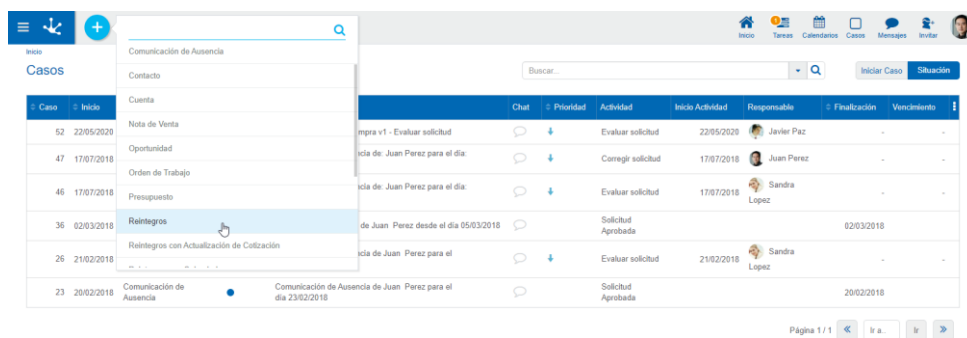 1
Inicio Tareas Calendarios Casos Mensajes Invitar
Inicio
Casos
Buscar...
Iniciar Caso Situación
Comunicación de Ausencia
Contacto
Cuenta
Nota de Venta
Oportunidad
Orden de Trabajo
Presupuesto
Reintegros
Reintegros con Actualización de Cotización
Caso Inicio Chat Prioridad Actividad Inicio Actividad Responsable Finalización Vencimiento
52 22/05/2020 mpra v1 - Evaluar solicitud Evaluar solicitud 22/05/2020 Javier Paz - -
47 17/07/2018 ncia de: Juan Perez para el día: Corregir solicitud 17/07/2018 Juan Perez - -
46 17/07/2018 ncia de: Juan Perez para el día: Evaluar solicitud 17/07/2018 Sandra
Lopez - -
36 02/03/2018 de Juan Perez desde el día 05/03/2018 Solicitud
Aprobada 02/03/2018
26 21/02/2018 ncia de Juan Perez para el Evaluar solicitud 21/02/2018 Sandra
Lopez - -
23 20/02/2018 Comunicación de
Ausencia Comunicación de Ausencia de Juan Perez para el
día 23/02/2018 Solicitud
Aprobada 20/02/2018
Página 1 / 1 « Ir a.. Ir »